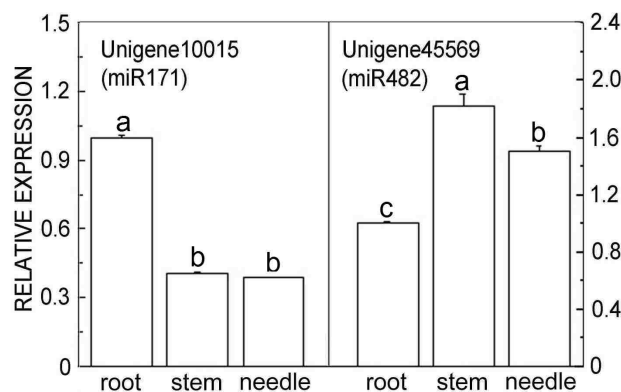 RELATIVE EXPRESSION
1.5
1.2
0.9
0.6
0.3
0
Unigene10015
(miR171)
a
b
b
root stem needle
Unigene45569
(miR482)
c
a
b
root stem needle
2.4
2.0
1.6
1.2
0.8
0.4
0